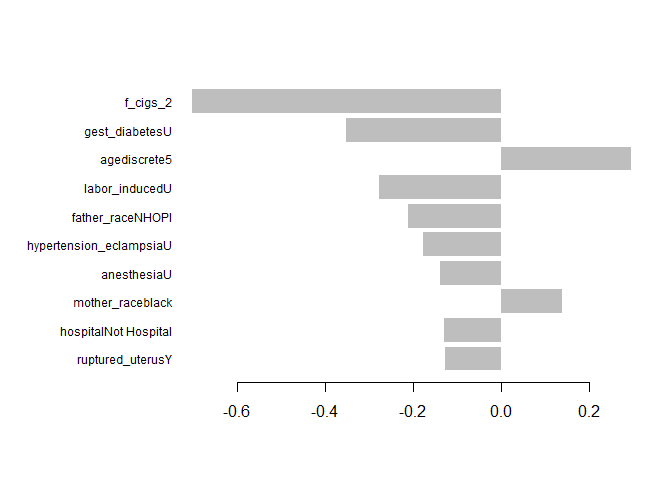 f_cigs_2
gest_diabetesU
agediscrete5
labor_inducedU
father_raceNHOPI
hypertension_eclampsiaU
anesthesiaU
mother_raceblack
hospitalNot Hospital
ruptured_uterusY
-0.6 -0.4 -0.2 0.0 0.2